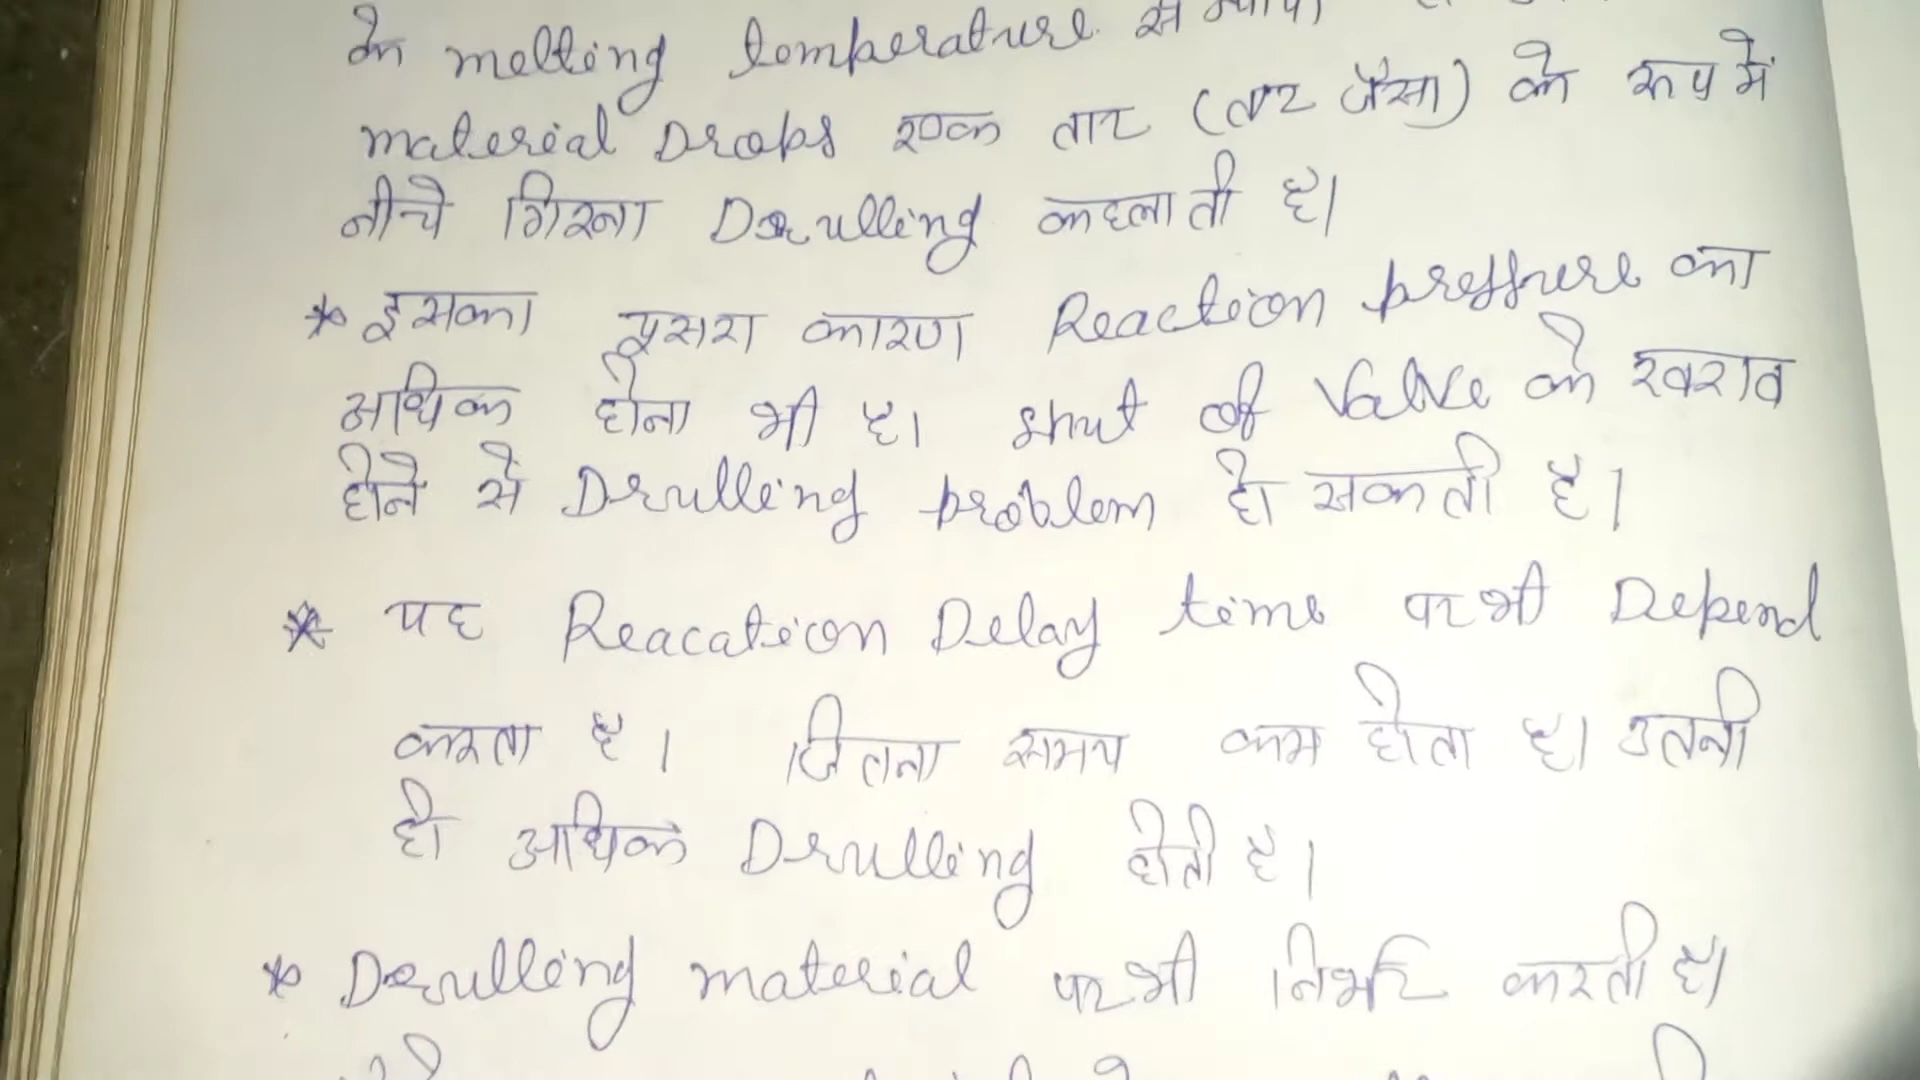 के melting temperature से
material Drops एक तार (तार जैसा) के रूप में
नीचे गिरना Drulling कहलाती है।
* इसका दूसरा कारण Reaction pressure का
अधिक होना भी है। shut of Valve के खराब
होने से Drulling problem हो सकती है।
* यह Reacation Delay time पर भी Depend
करता है। जितना समय कम होता है। उतनी
ही अधिक Drulling होती है।
* Drulling material पर भी निर्भर करती है।